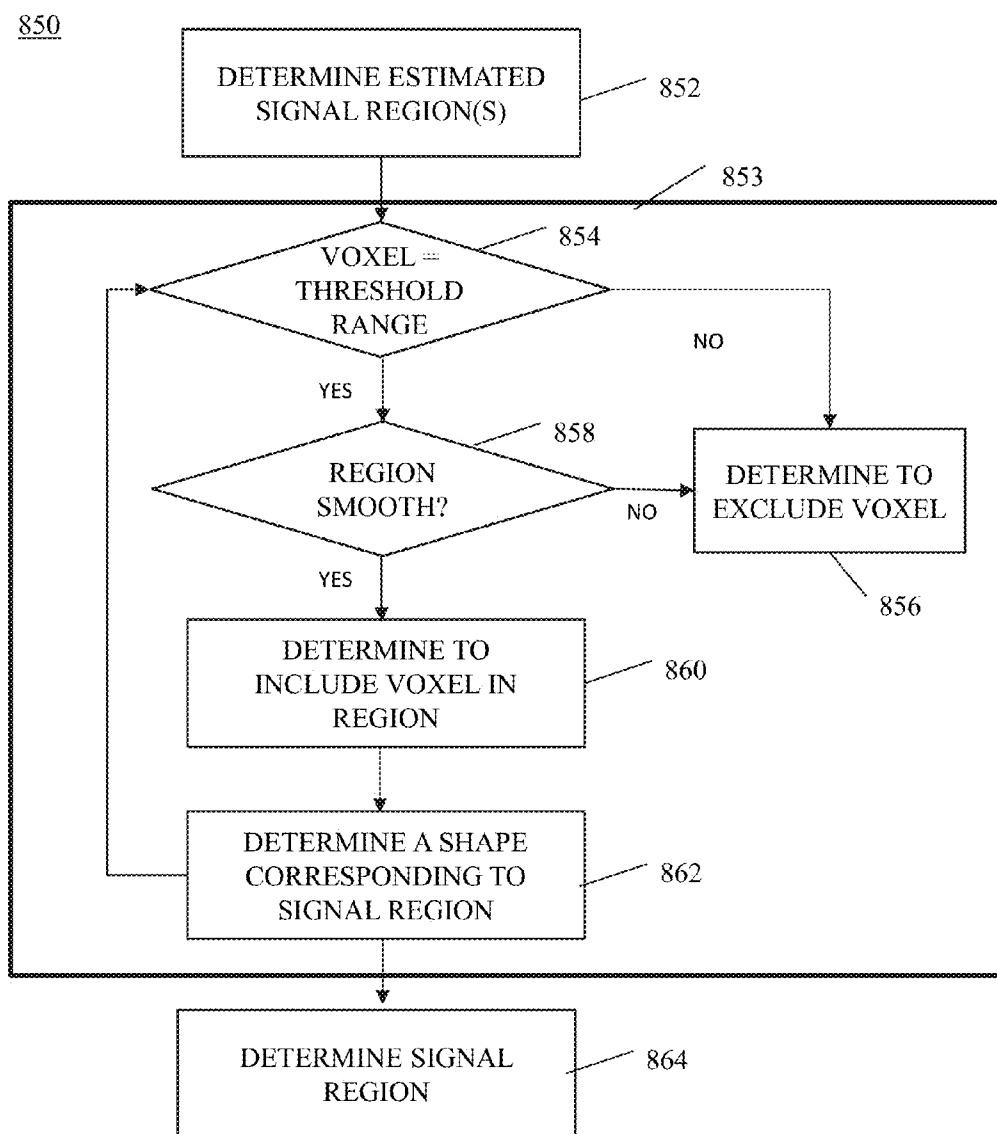 850
DETERMINE ESTIMATED
SIGNAL REGION(S)
852
853
VOXEL =
THRESHOLD
RANGE
854
NO
YES
REGION
SMOOTH?
858
NO
DETERMINE TO
EXCLUDE VOXEL
856
YES
DETERMINE TO
INCLUDE VOXEL IN
REGION
860
DETERMINE A SHAPE
CORRESPONDING TO
SIGNAL REGION
862
DETERMINE SIGNAL
REGION
864